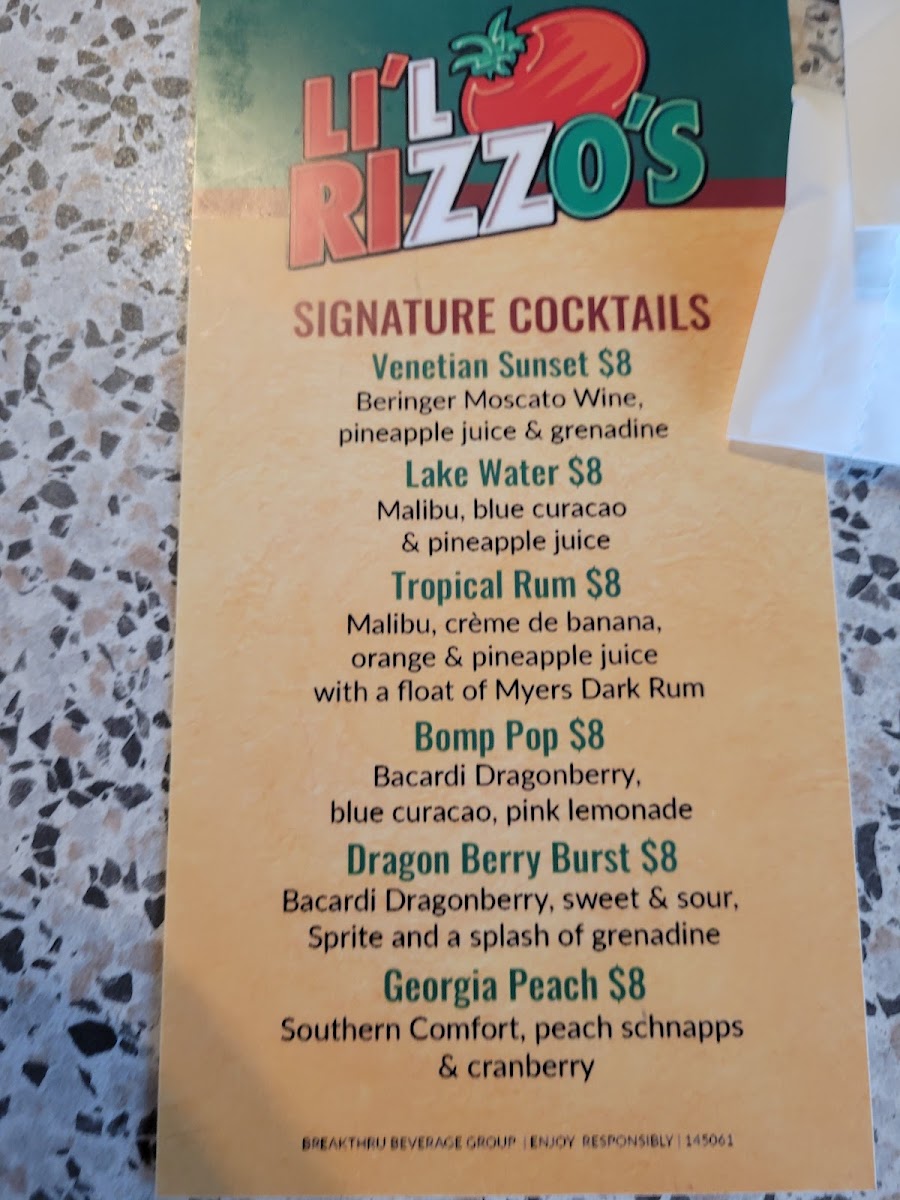 LI'L
RIZZO'S
SIGNATURE COCKTAILS
Venetian Sunset $8
Beringer Moscato Wine,
pineapple juice & grenadine
Lake Water $8
Malibu, blue curacao
& pineapple juice
Tropical Rum $8
Malibu, crème de banana,
orange & pineapple juice
with a float of Myers Dark Rum
Bomp Pop $8
Bacardi Dragonberry,
blue curacao, pink lemonade
Dragon Berry Burst $8
Bacardi Dragonberry, sweet & sour,
Sprite and a splash of grenadine
Georgia Peach $8
Southern Comfort, peach schnapps
& cranberry
BREAKTHRU BEVERAGE GROUP | ENJOY RESPONSIBLY | 145061